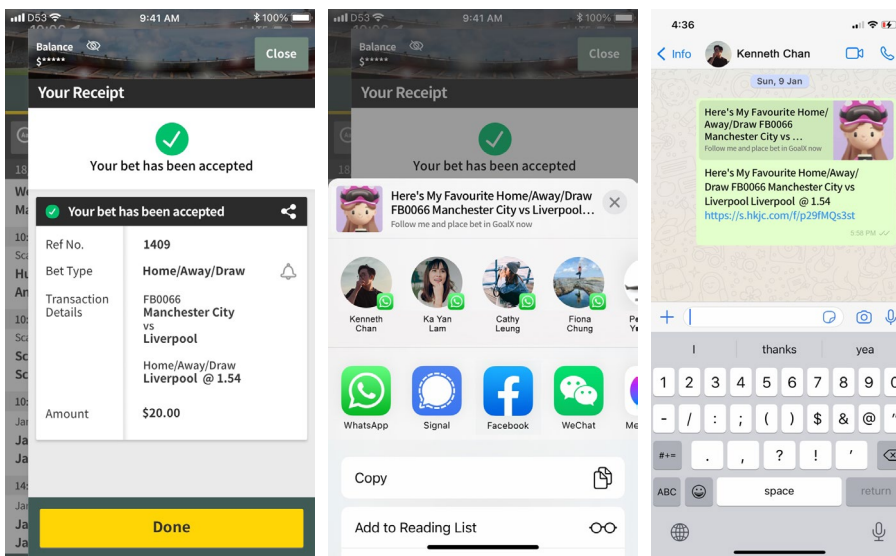 D53
9:41 AM
100%
Balance
$*****
Close
Your Receipt
Your bet has been accepted
Your bet has been accepted
Ref No.
1409
Bet Type
Home/Away/Draw
Transaction
Details
FB0066
Manchester City
vs
Liverpool
Home/Away/Draw
Liverpool @ 1.54
Amount
$20.00
Done
D53
9:41 AM
100%
Balance
$*****
Close
Your Receipt
Your bet has been accepted
Here's My Favourite Home/Away/Draw
FB0066 Manchester City vs Liverpool...
Follow me and place bet in GoalX now
Kenneth
Chan
Ka Yan
Lam
Cathy
Leung
Fiona
Chung
WhatsApp
Signal
Facebook
WeChat
Copy
Add to Reading List
4:36
Info
Kenneth Chan
Sun, 9 Jan
Here's My Favourite Home/
Away/Draw FB0066
Manchester City vs ...
Follow me and place bet in GoalX now
Here's My Favourite Home/Away/
Draw FB0066 Manchester City vs
Liverpool Liverpool @ 1.54
https://s.hkjc.com/f/p29fMQs3st
5:58 PM
I
thanks
yea
1 2 3 4 5 6 7 8 9 0
- / : ; ( ) $ & @ "
#+= . , ? ! '
ABC
space
return